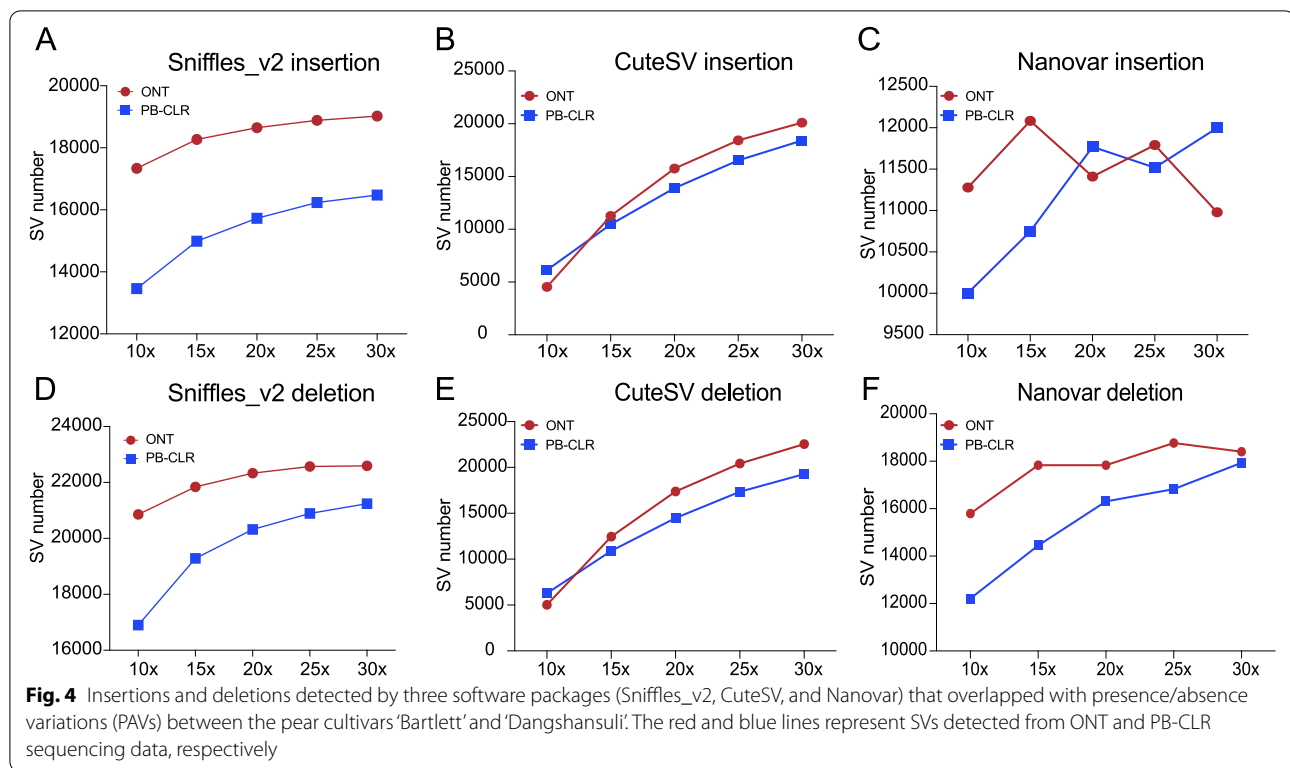 A
Sniffles_v2 insertion
ONT
PB-CLR
SV number
20000
18000
16000
14000
12000
10x 15x 20x 25x 30x
B
CuteSV insertion
ONT
PB-CLR
SV number
25000
20000
15000
10000
5000
0
10x 15x 20x 25x 30x
C
Nanovar insertion
ONT
PB-CLR
SV number
12500
12000
11500
11000
10500
10000
9500
10x 15x 20x 25x 30x
D
Sniffles_v2 deletion
ONT
PB-CLR
SV number
24000
22000
20000
18000
16000
10x 15x 20x 25x 30x
E
CuteSV deletion
ONT
PB-CLR
SV number
25000
20000
15000
10000
5000
0
10x 15x 20x 25x 30x
F
Nanovar deletion
ONT
PB-CLR
SV number
20000
18000
16000
14000
12000
10000
10x 15x 20x 25x 30x
Fig. 4 Insertions and deletions detected by three software packages (Sniffles_v2, CuteSV, and Nanovar) that overlapped with presence/absence
variations (PAVs) between the pear cultivars ‘Bartlett’ and ‘Dangshansuli’. The red and blue lines represent SVs detected from ONT and PB-CLR
sequencing data, respectively